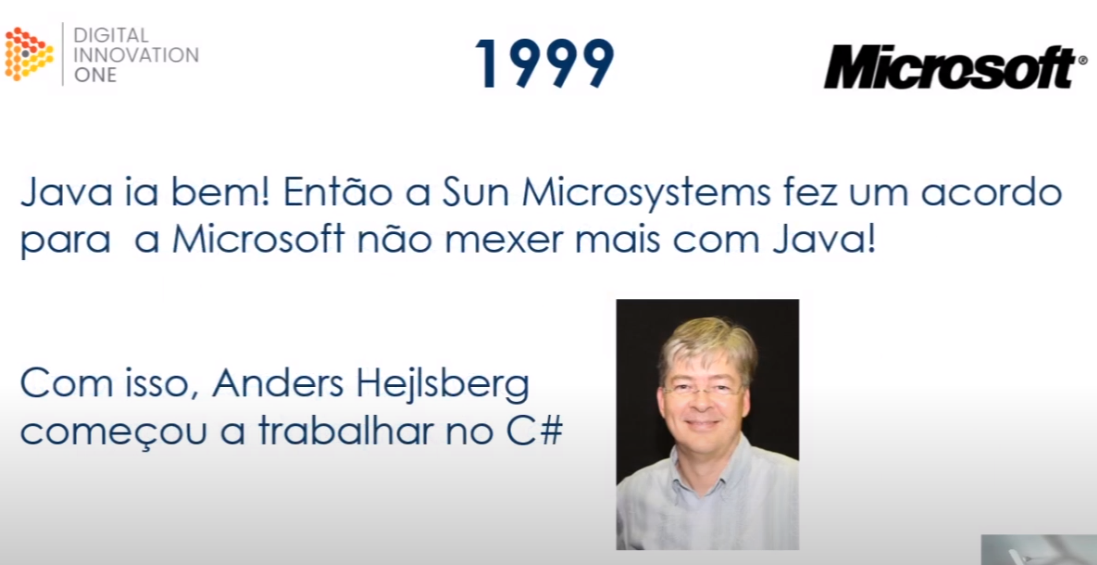 DIGITAL
INNOVATION
ONE
1999
Microsoft®
Java ia bem! Então a Sun Microsystems fez um acordo
para  a Microsoft não mexer mais com Java!
Com isso, Anders Hejlsberg
começou a trabalhar no C#